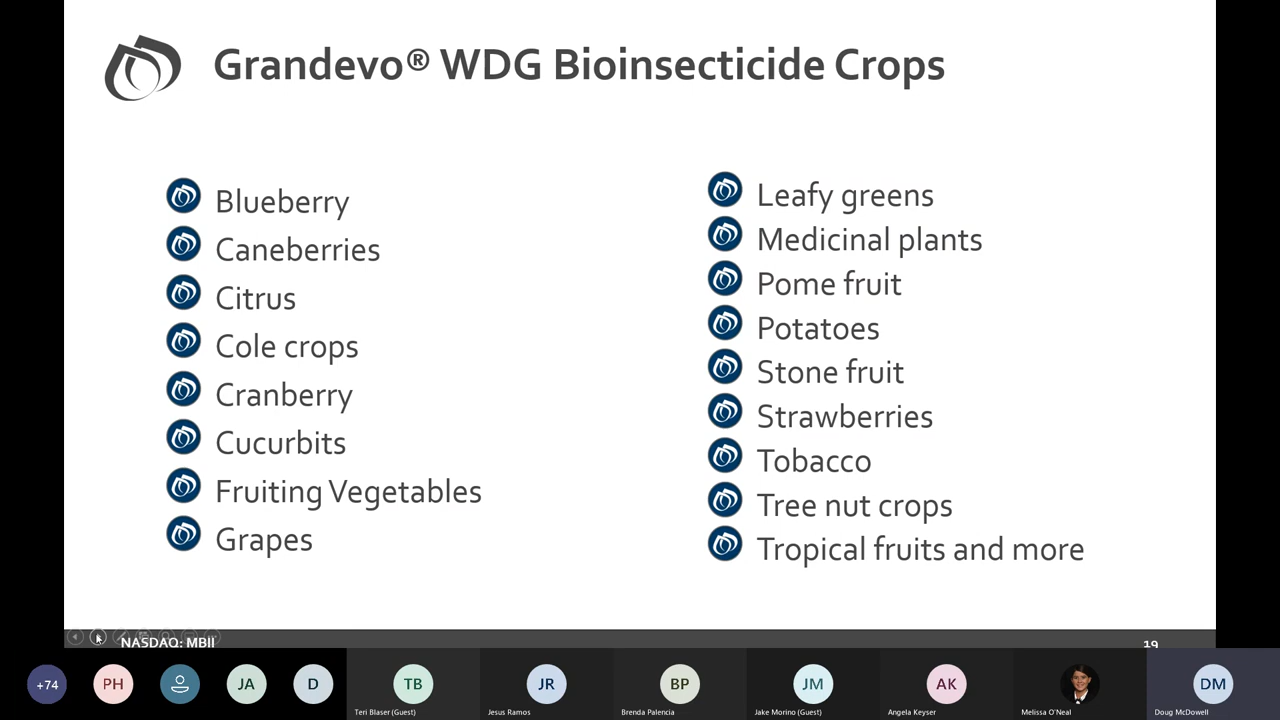 Grandevo® WDG Bioinsecticide Crops
Blueberry
Caneberries
Citrus
Cole crops
Cranberry
Cucurbits
Fruiting Vegetables
Grapes
Leafy greens
Medicinal plants
Pome fruit
Potatoes
Stone fruit
Strawberries
Tobacco
Tree nut crops
Tropical fruits and more
NASDAQ: MBII
19
+74
PH
JA
D
TB
Teri Blaser (Guest)
JR
Jesus Ramos
BP
Brenda Palencia
JM
Jake Morino (Guest)
AK
Angela Keyser
Melissa O'Neal
DM
Doug McDowell